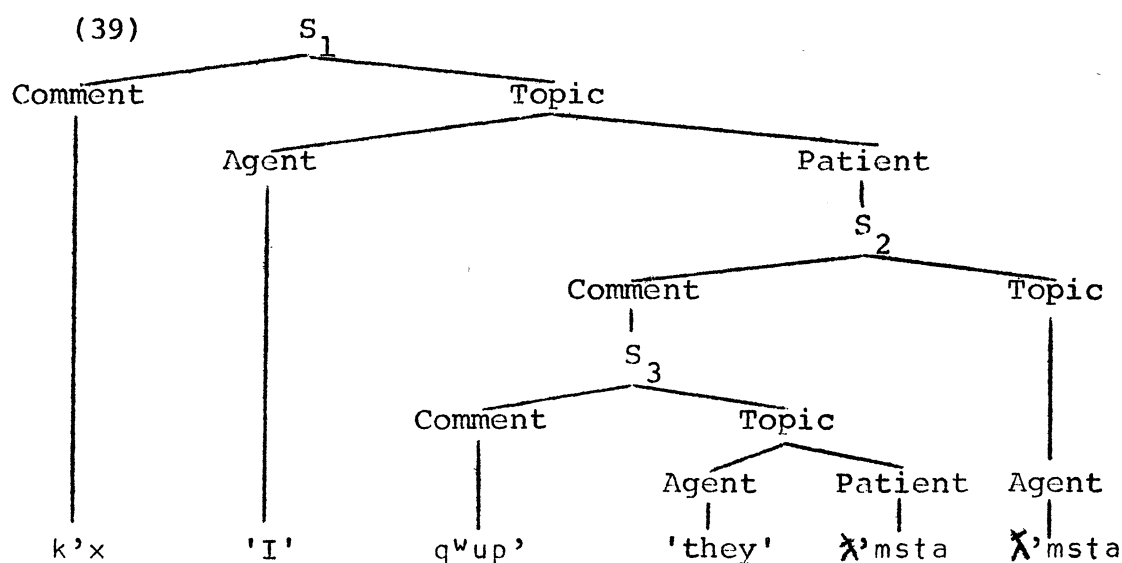 (39) S₁
Comment Topic
Agent Patient
S₂
Comment Topic
S₃
Comment Topic
Agent Patient Agent
k’x 'I' qʷup’ 'they' ƛ̓msta ƛ̓msta